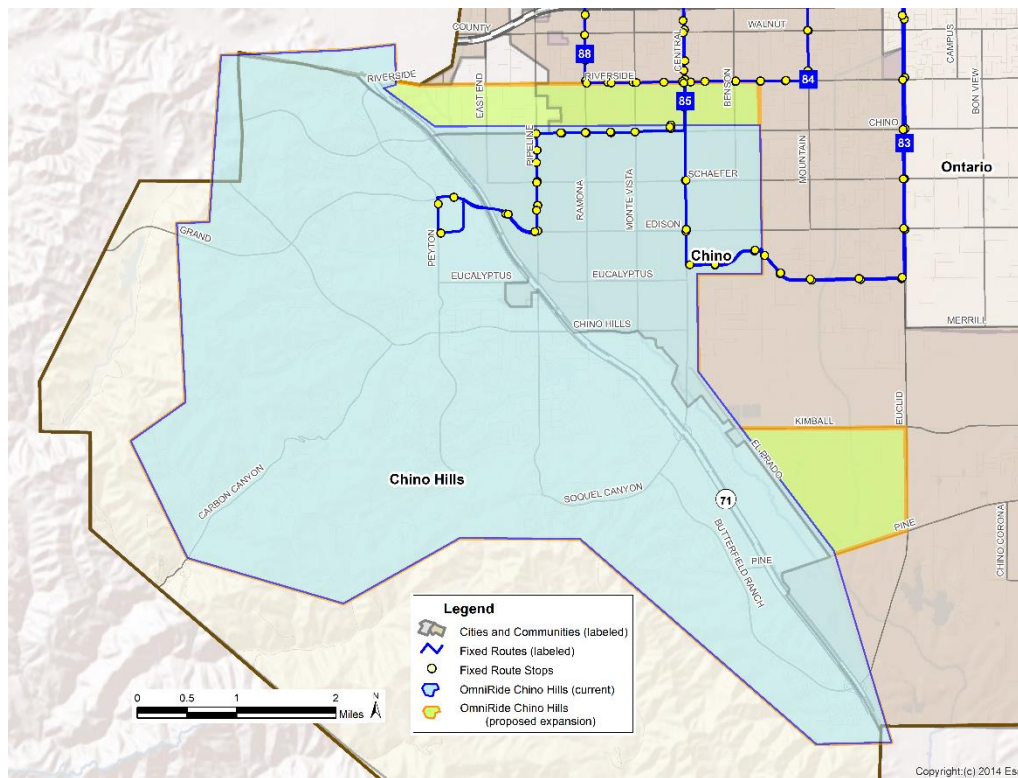 COUNTY
WALNUT
CENTRAL
CAMPUS
88
RIVERSIDE
RIVERSIDE
84
BENSON
EAST END
85
BON VIEW
PIPELINE
CHINO
83
MOUNTAIN
Ontario
SCHAEFER
RAMONA
MONTE VISTA
GRAND
PEYTON
EDISON
Chino
EUCALYPTUS
EUCALYPTUS
CHINO HILLS
MERRILL
EUCLID
KIMBALL
EL PRADO
CARBON CANYON
Chino Hills
SOQUEL CANYON
71
PINE
BUTTERFIELD RANCH
PINE
CHINO CORONA
Legend
Cities and Communities (labeled)
Fixed Routes (labeled)
Fixed Route Stops
OmniRide Chino Hills (current)
OmniRide Chino Hills
(proposed expansion)
0 0.5 1 2
Miles
N
Copyright:(c) 2014 Es